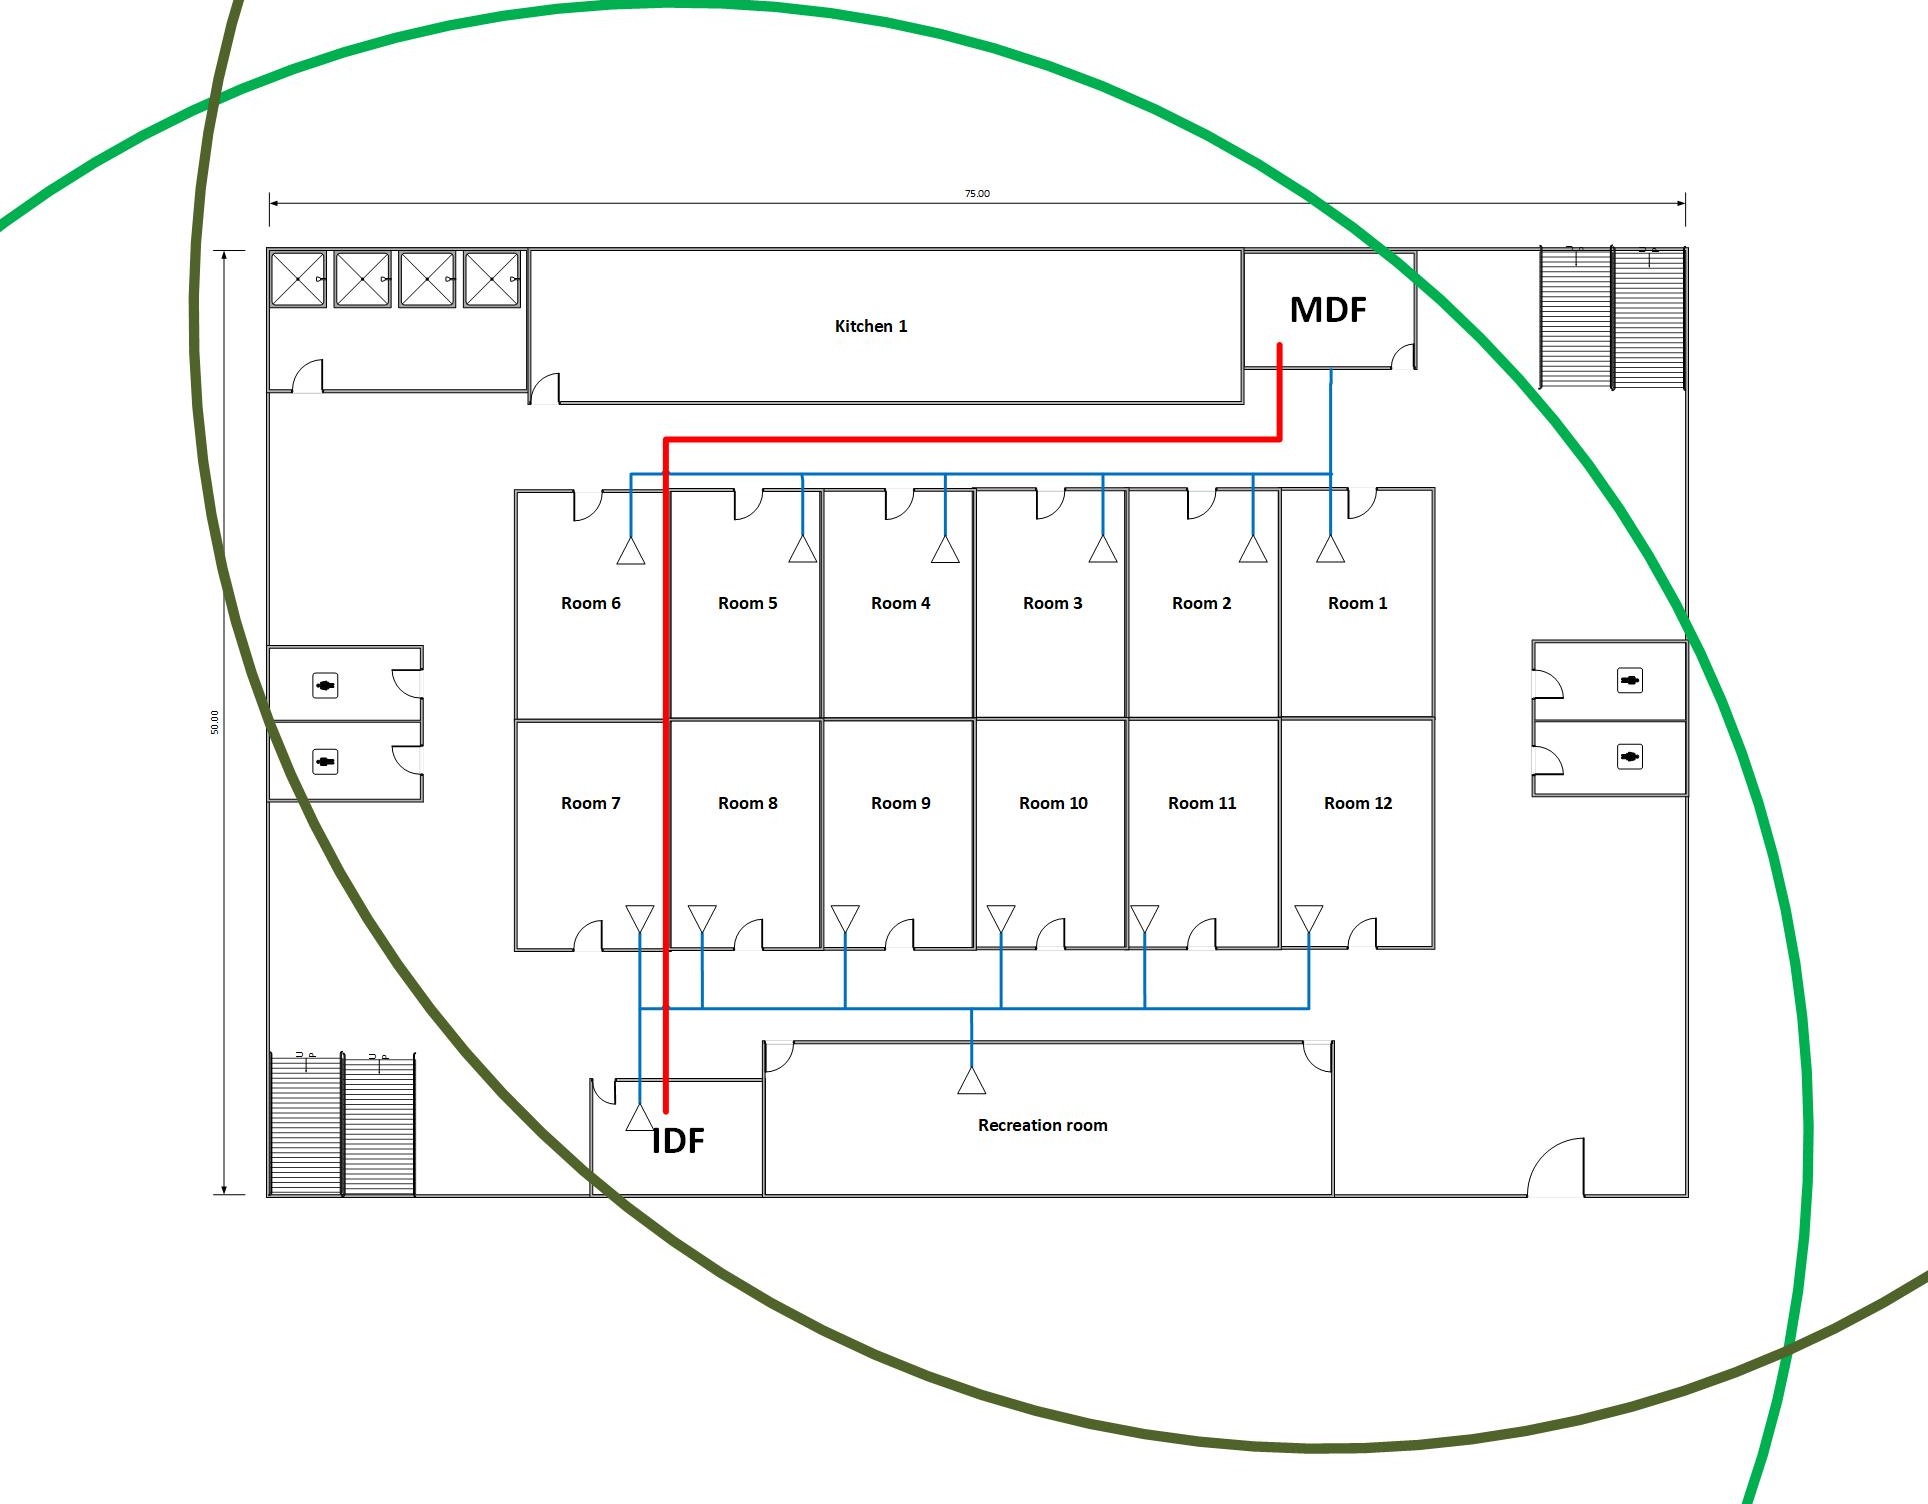 75.00
U
P
U
P
Kitchen 1
MDF
Room 6
Room 5
Room 4
Room 3
Room 2
Room 1
50.00
Room 7
Room 8
Room 9
Room 10
Room 11
Room 12
U
P
U
P
Recreation room
IDF